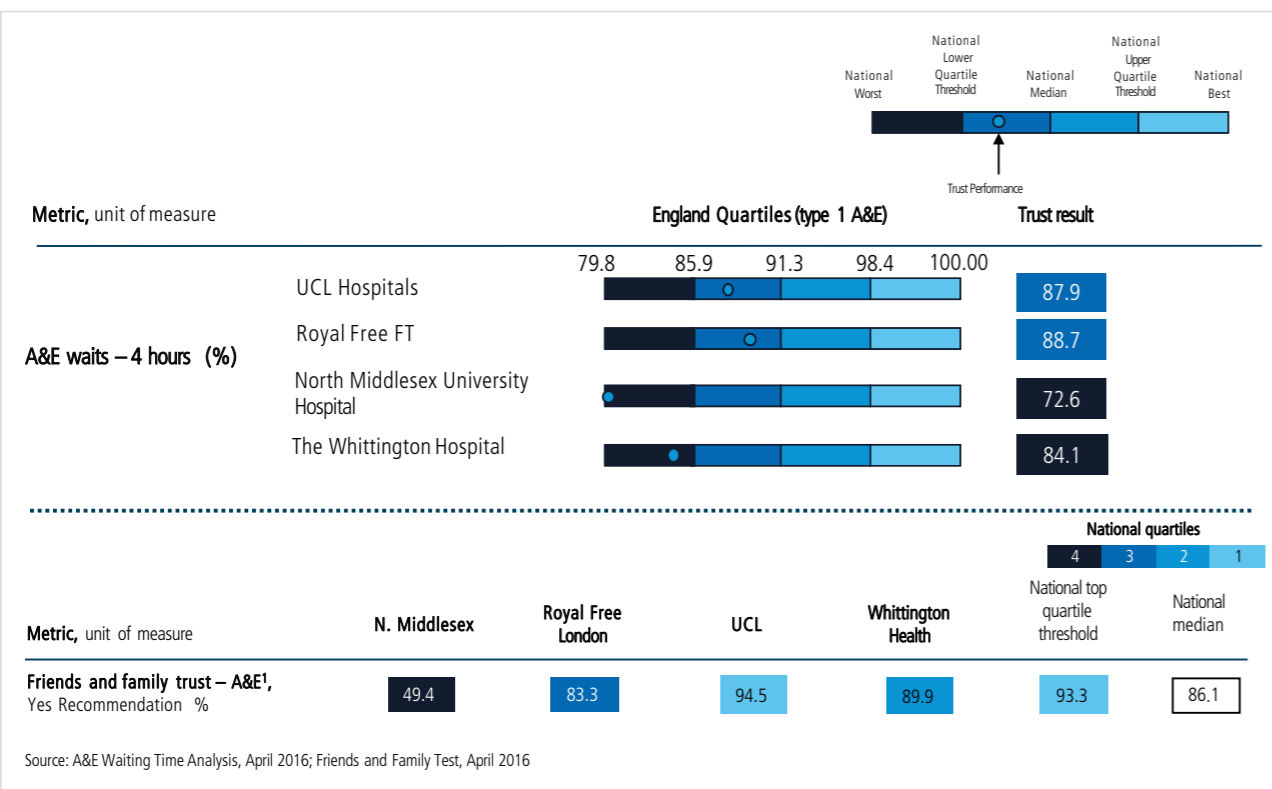 National
Worst
National
Lower
Quartile
Threshold
National
Median
National
Upper
Quartile
Threshold
National
Best
Trust Performance
Metric, unit of measure
England Quartiles (type 1 A&E)
Trust result
79.8 85.9 91.3 98.4 100.00
A&E waits – 4 hours (%)
UCL Hospitals
87.9
Royal Free FT
88.7
North Middlesex University
Hospital
72.6
The Whittington Hospital
84.1
National quartiles
4 3 2 1
Metric, unit of measure
N. Middlesex
Royal Free
London
UCL
Whittington
Health
National top
quartile
threshold
National
median
Friends and family trust – A&E¹,
Yes Recommendation %
49.4
83.3
94.5
89.9
93.3
86.1
Source: A&E Waiting Time Analysis, April 2016; Friends and Family Test, April 2016